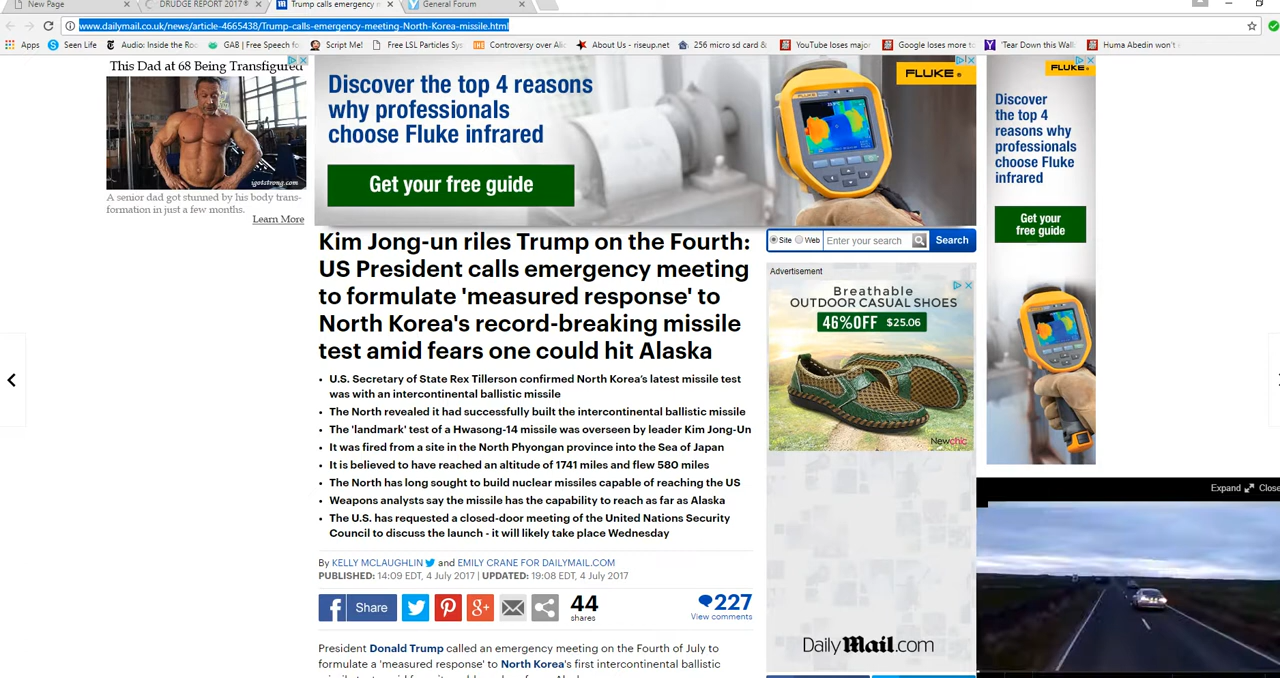 New Page
DRUDGE REPORT 2017®
Trump calls emergency m
General Forum
www.dailymail.co.uk/news/article-4665438/Trump-calls-emergency-meeting-North-Korea-missile.html
Apps
Seen Life
Audio: Inside the Roc
GAB | Free Speech fo
Script Me!
Free LSL Particles Sys
Controversy over Alic
About Us - riseup.net
256 micro sd card &
YouTube loses major
Google loses more to
'Tear Down this Wall
Huma Abedin won't
This Dad at 68 Being Transfigured
igotstrong.com
A senior dad got stunned by his body trans-
formation in just a few months.
Learn More
Discover the top 4 reasons
why professionals
choose Fluke infrared
Get your free guide
FLUKE®
FLUKE®
Discover
the top 4
reasons why
professionals
choose Fluke
infrared
Get your
free guide
Kim Jong-un riles Trump on the Fourth:
US President calls emergency meeting
to formulate 'measured response' to
North Korea's record-breaking missile
test amid fears one could hit Alaska
Site Web Enter your search Search
Advertisement
Breathable
OUTDOOR CASUAL SHOES
46%OFF $25.06
Newchic
DailyMail.com
• U.S. Secretary of State Rex Tillerson confirmed North Korea's latest missile test
was with an intercontinental ballistic missile
• The North revealed it had successfully built the intercontinental ballistic missile
• The 'landmark' test of a Hwasong-14 missile was overseen by leader Kim Jong-Un
• It was fired from a site in the North Phyongan province into the Sea of Japan
• It is believed to have reached an altitude of 1741 miles and flew 580 miles
• The North has long sought to build nuclear missiles capable of reaching the US
• Weapons analysts say the missile has the capability to reach as far as Alaska
• The U.S. has requested a closed-door meeting of the United Nations Security
Council to discuss the launch - it will likely take place Wednesday
By KELLY MCLAUGHLIN and EMILY CRANE FOR DAILYMAIL.COM
PUBLISHED: 14:09 EDT, 4 July 2017 | UPDATED: 19:08 EDT, 4 July 2017
Share
44
shares
227
View comments
President Donald Trump called an emergency meeting on the Fourth of July to
formulate a 'measured response' to North Korea's first intercontinental ballistic
Expand
Close